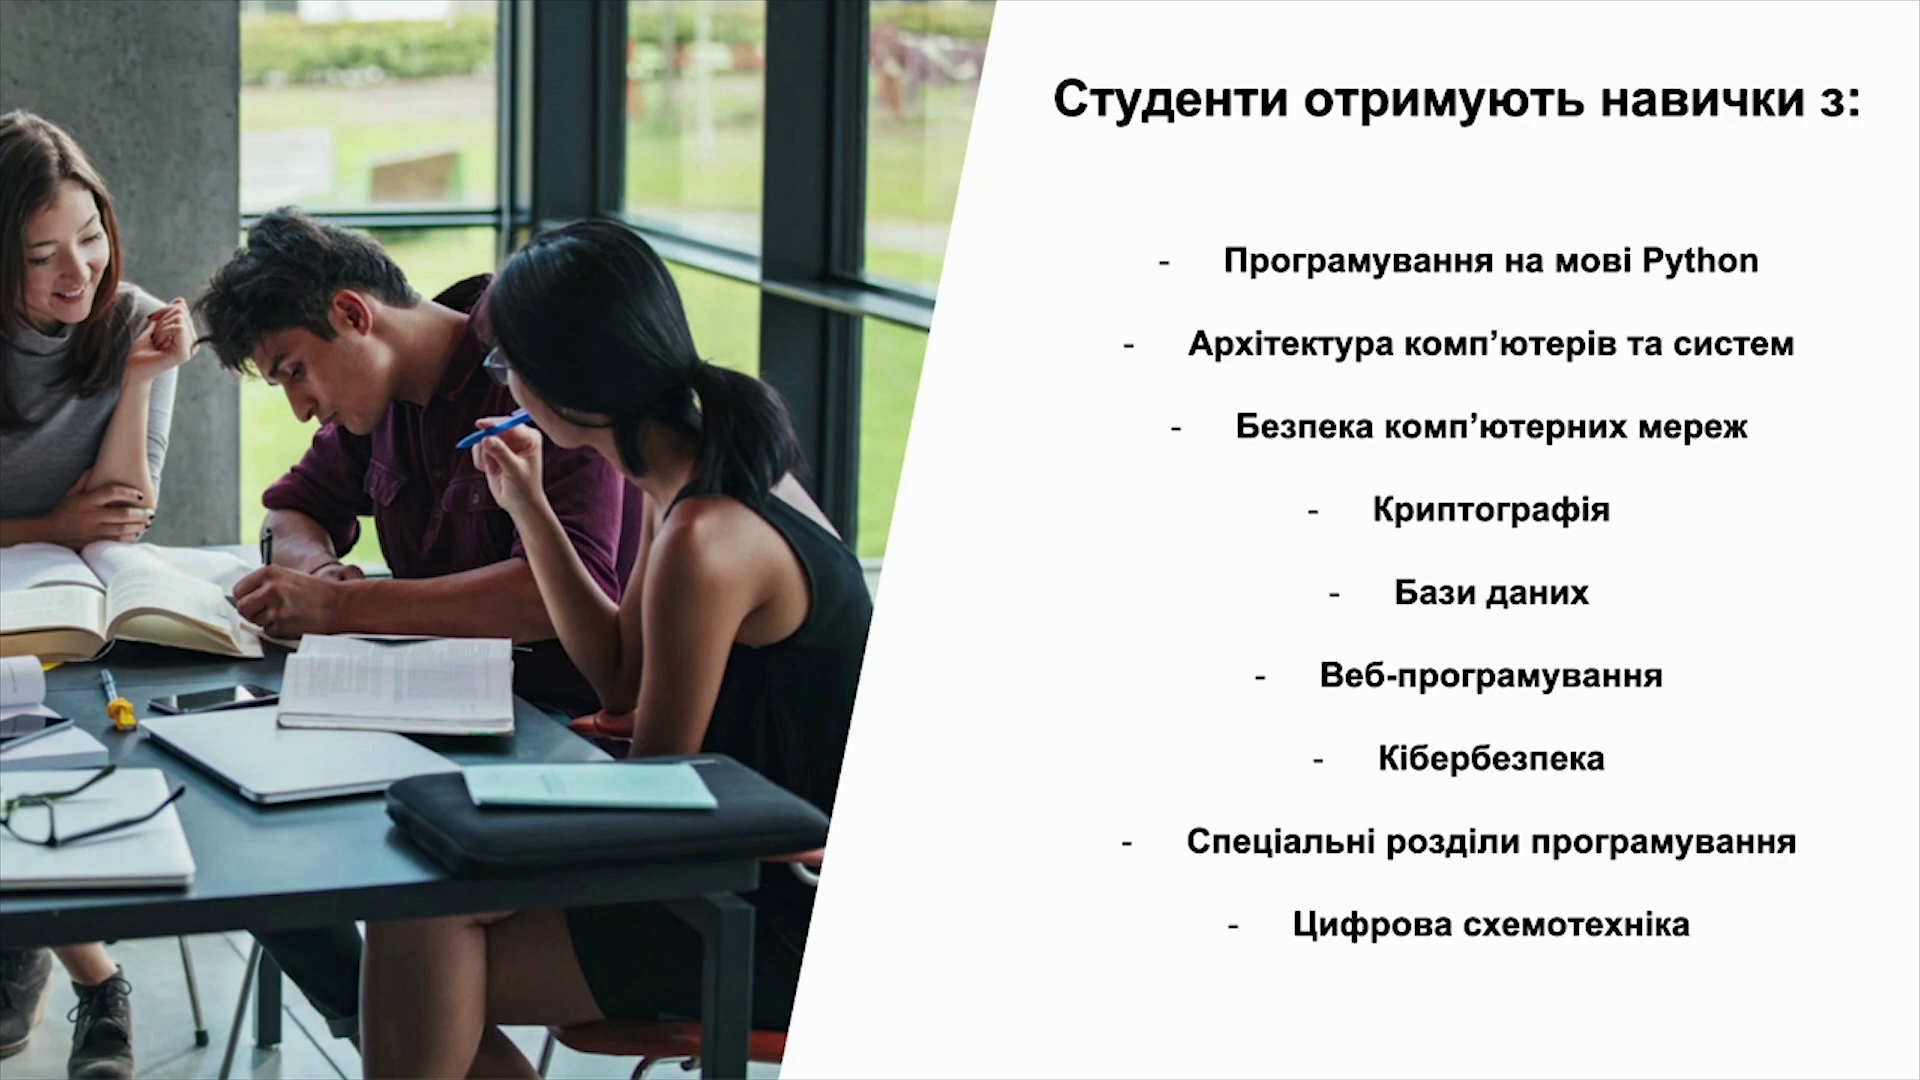 Студенти отримують навички з:
- Програмування на мові Python
- Архітектура комп’ютерів та систем
- Безпека комп’ютерних мереж
- Криптографія
- Бази даних
- Веб-програмування
- Кібербезпека
- Спеціальні розділи програмування
- Цифрова схемотехніка